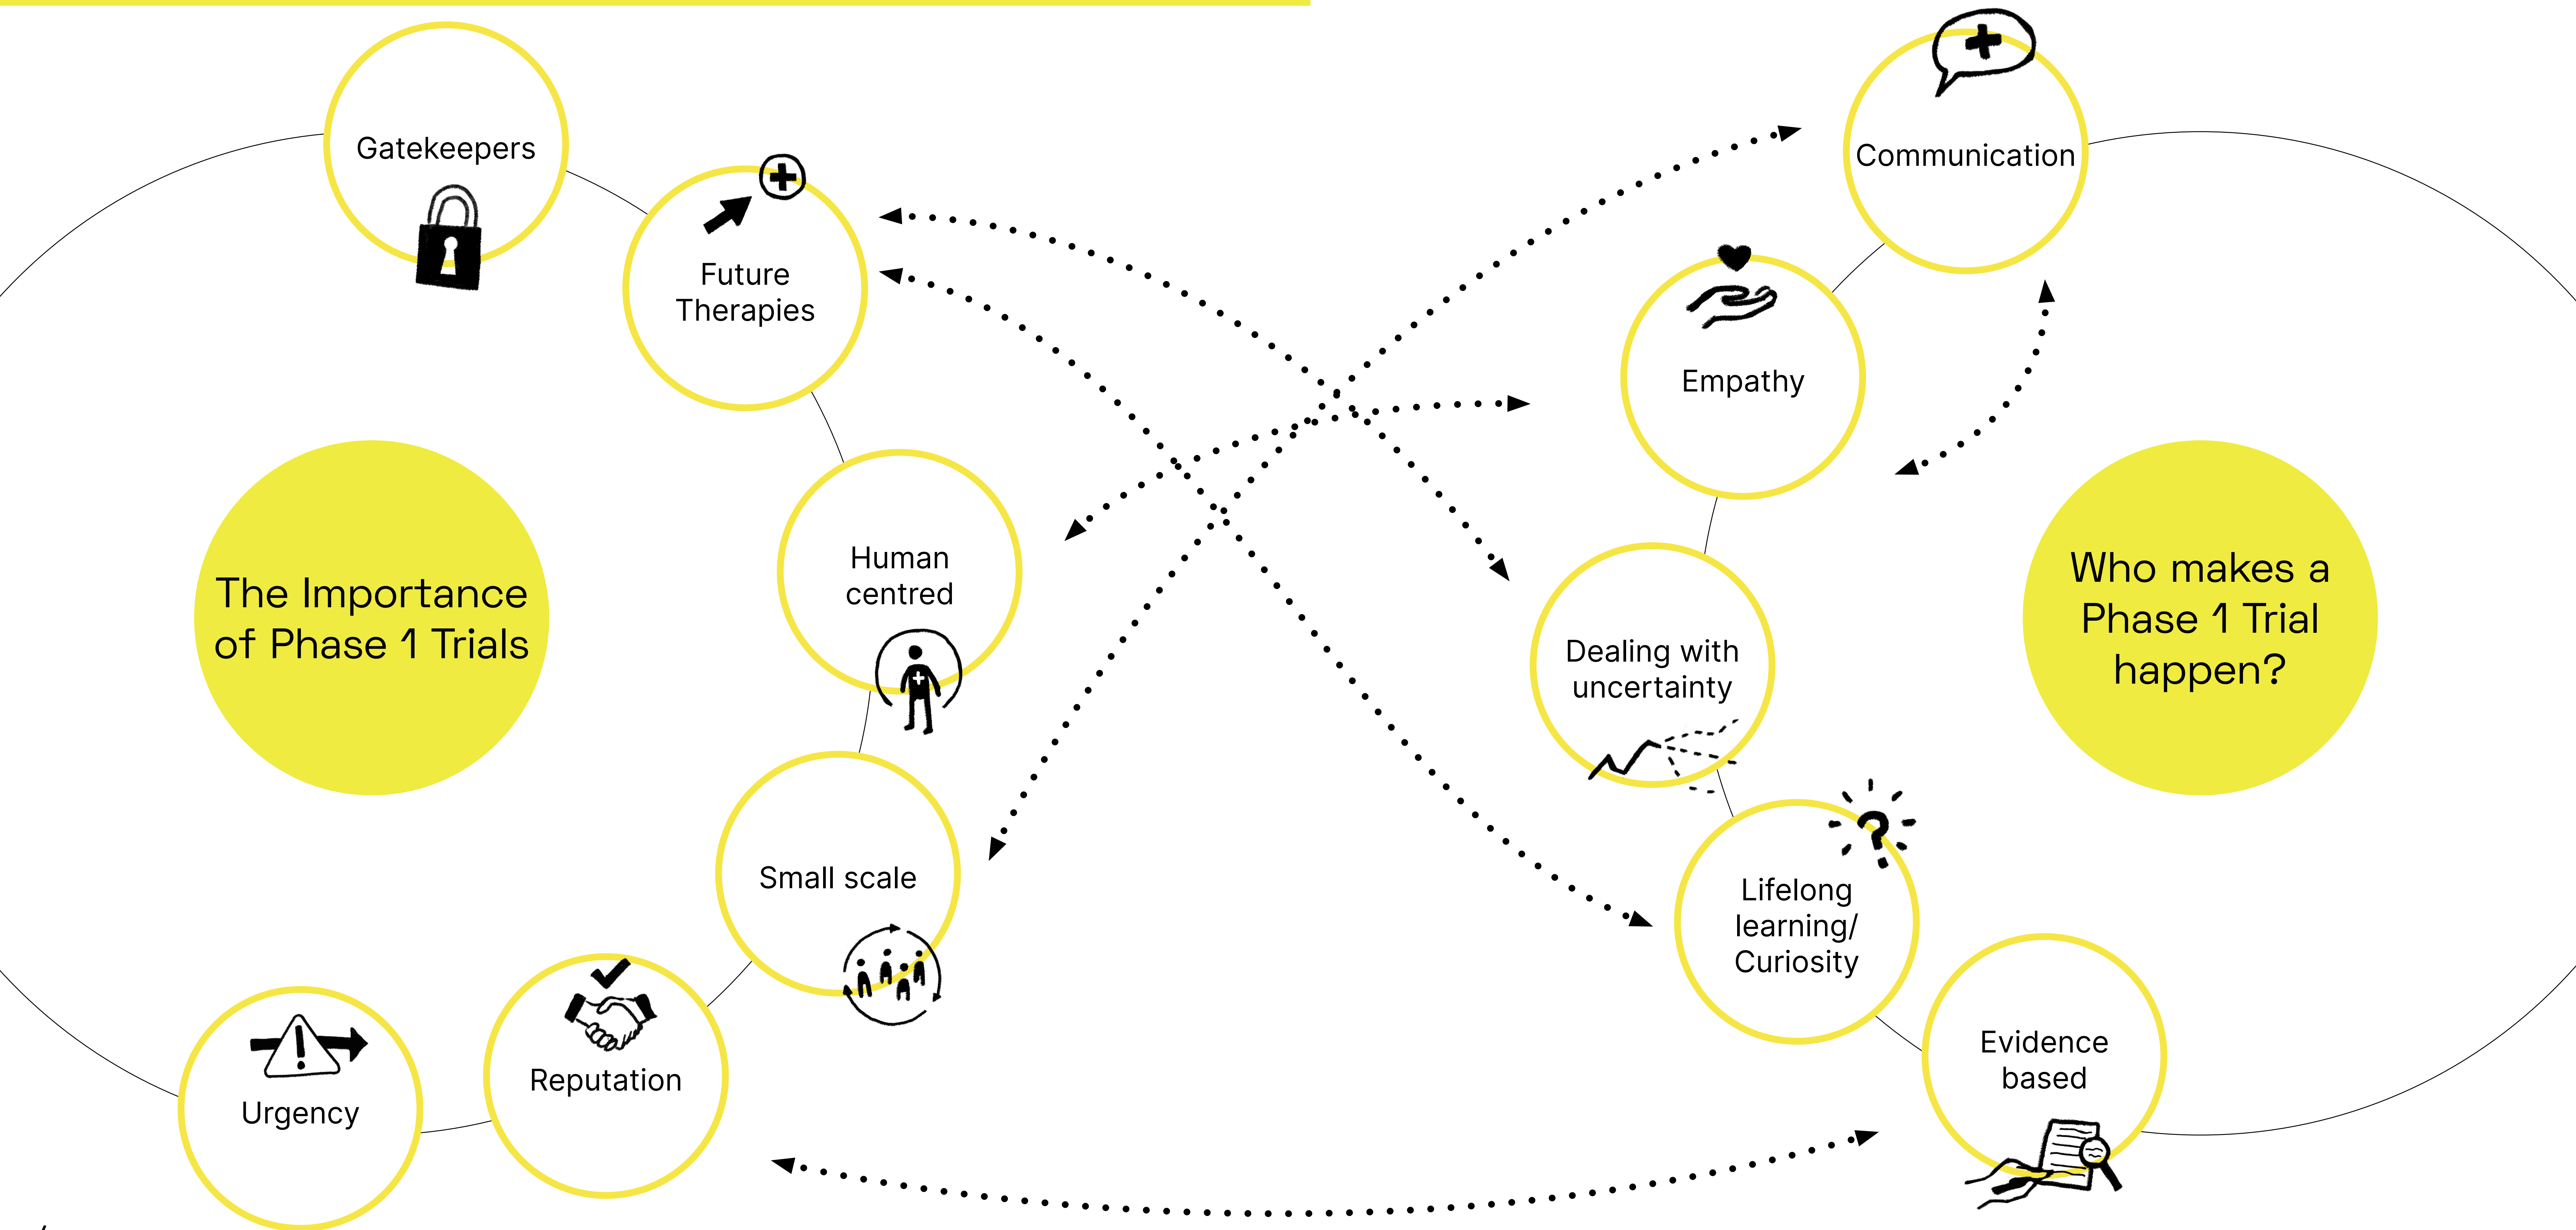 Gatekeepers
Future
Therapies
Human
centred
The Importance
of Phase 1 Trials
Small scale
Reputation
Urgency
Communication
Empathy
Dealing with
uncertainty
Who makes a
Phase 1 Trial
happen?
Lifelong
learning/
Curiosity
Evidence
based